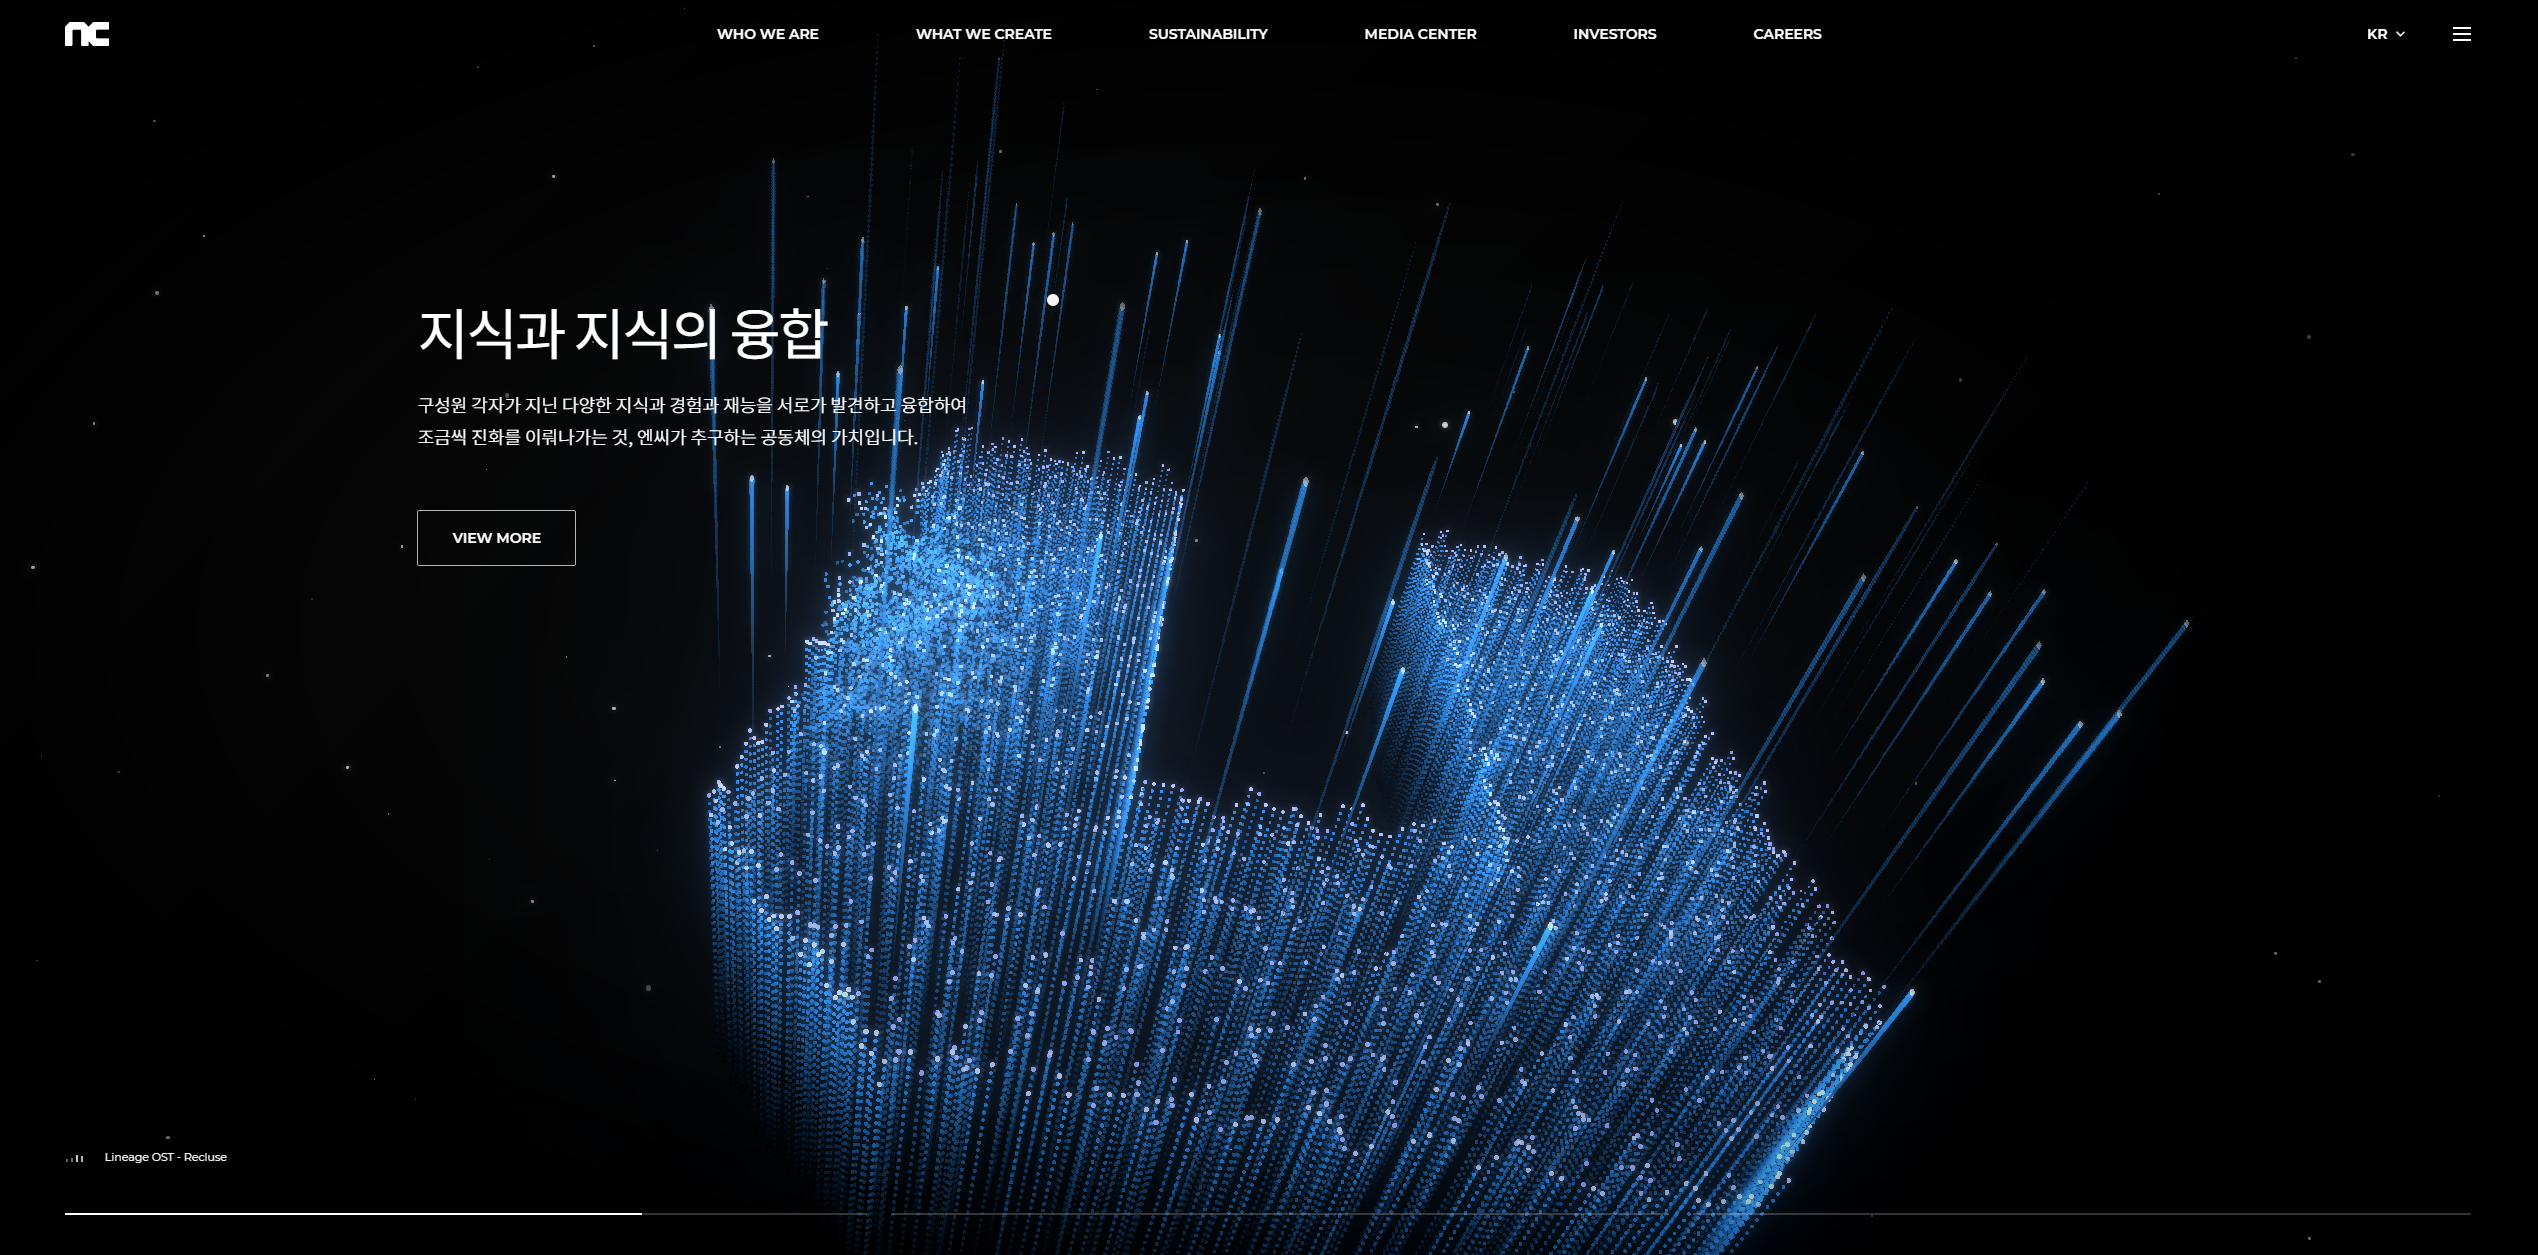 nc
WHO WE ARE
WHAT WE CREATE
SUSTAINABILITY
MEDIA CENTER
INVESTORS
CAREERS
KR
지식과 지식의 융합
구성원 각자가 지닌 다양한 지식과 경험과 재능을 서로가 발견하고 융합하여
조금씩 진화를 이뤄나가는 것, 엔씨가 추구하는 공동체의 가치입니다.
VIEW MORE
Lineage OST - Recluse